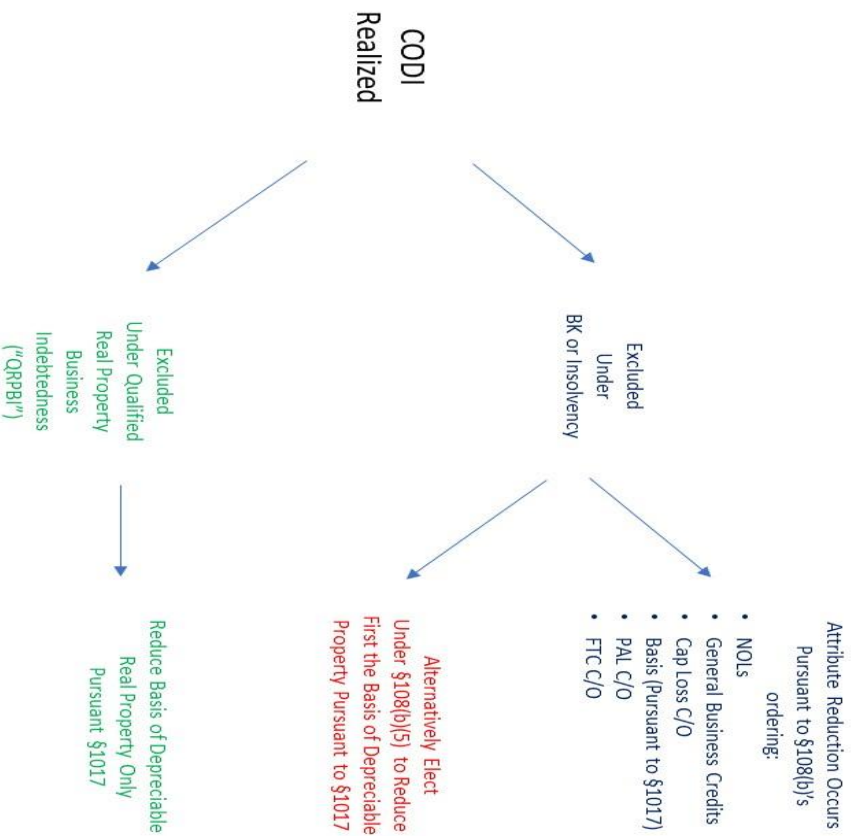 CODI
Realized
Excluded
Under
BK or Insolvency
Attribute Reduction Occurs
Pursuant to §108(b)'s
ordering:
• NOLs
• General Business Credits
• Cap Loss C/O
• Basis (Pursuant to §1017)
• PAL C/O
• FTC C/O
Alternatively Elect
Under §108(b)(5) to Reduce
First the Basis of Depreciable
Property Pursuant to §1017
Excluded
Under Qualified
Real Property
Business
Indebtedness
("QRPBI")
Reduce Basis of Depreciable
Real Property Only
Pursuant §1017